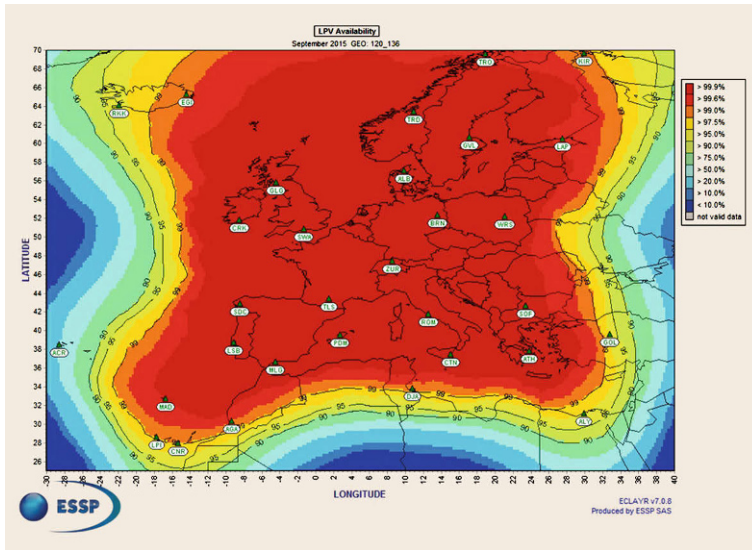 LPV Availability
September 2015 GEO: 120_136
70
68
66
64
62
60
58
56
54
52
50
48
46
44
42
40
38
36
34
32
30
28
26
LATITUDE
TRO
KIR
EGI
RKK
TRD
GVL
LAP
ALB
GLG
CRK
SWA
BRN
WRS
ZUR
SDC
TLS
ROM
SOF
GOL
ACR
LSB
PDM
CTN
ATH
MLG
DJA
MAD
AGA
ALY
LPI
CNR
-30 -28 -26 -24 -22 -20 -18 -16 -14 -12 -10 -8 -6 -4 -2 0 2 4 6 8 10 12 14 16 18 20 22 24 26 28 30 32 34 36 38 40
LONGITUDE
> 99.9%
> 99.6%
> 99%
> 97.5%
> 95.0%
> 90.0%
> 75.0%
> 50.0%
> 20.0%
> 10.0%
< 10.0%
not valid data
ESSP
ECLAYR v7.0.6
Produced by ESSP SAS